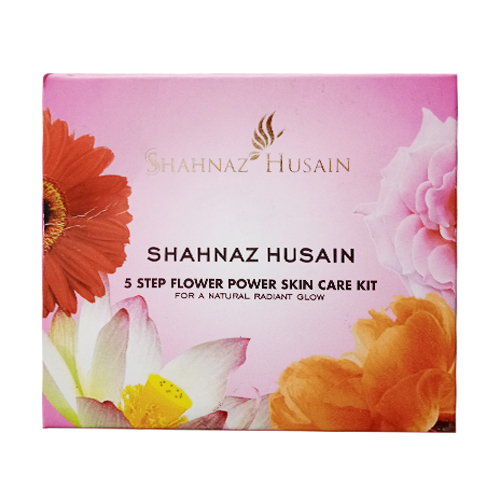 SHAHNAZ HUSAIN
SHAHNAZ HUSAIN
5 STEP FLOWER POWER SKIN CARE KIT
FOR A NATURAL RADIANT GLOW